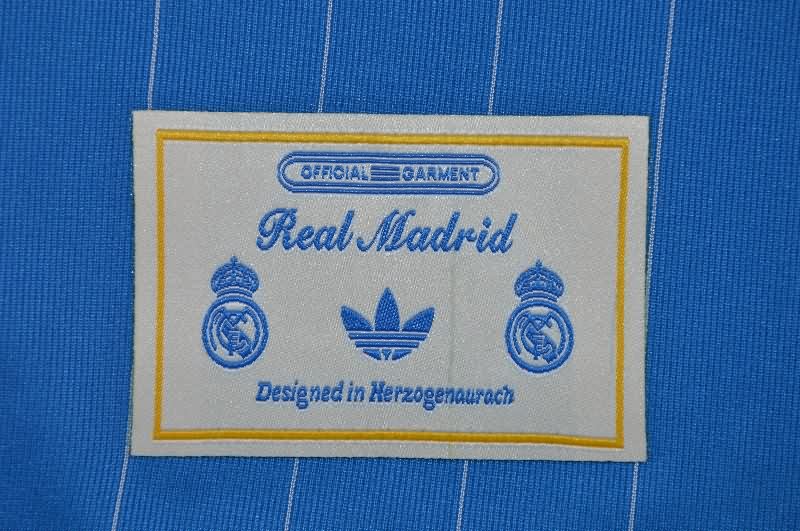 OFFICIAL GARMENT
Real Madrid
Designed in Herzogenaurach